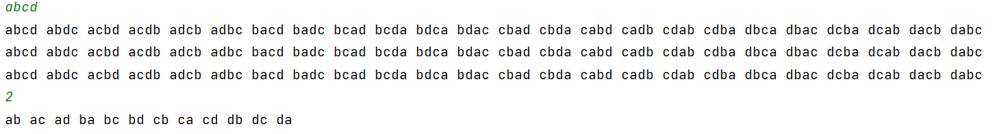 abcd
abcd abdc acbd acdb adcb adbc bacd badc bcad bcda bdca bdac cbad cbda cabd cadb cdab cdba dbca dbac dcba dcab dacb dabc
abcd abdc acbd acdb adcb adbc bacd badc bcad bcda bdca bdac cbad cbda cabd cadb cdab cdba dbca dbac dcba dcab dacb dabc
abcd abdc acbd acdb adcb adbc bacd badc bcad bcda bdca bdac cbad cbda cabd cadb cdab cdba dbca dbac dcba dcab dacb dabc
2
ab ac ad ba bc bd cb ca cd db dc da